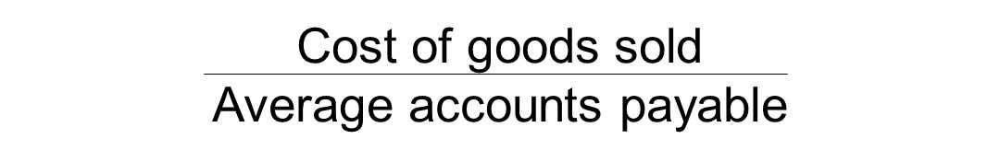 Cost of goods sold
Average accounts payable